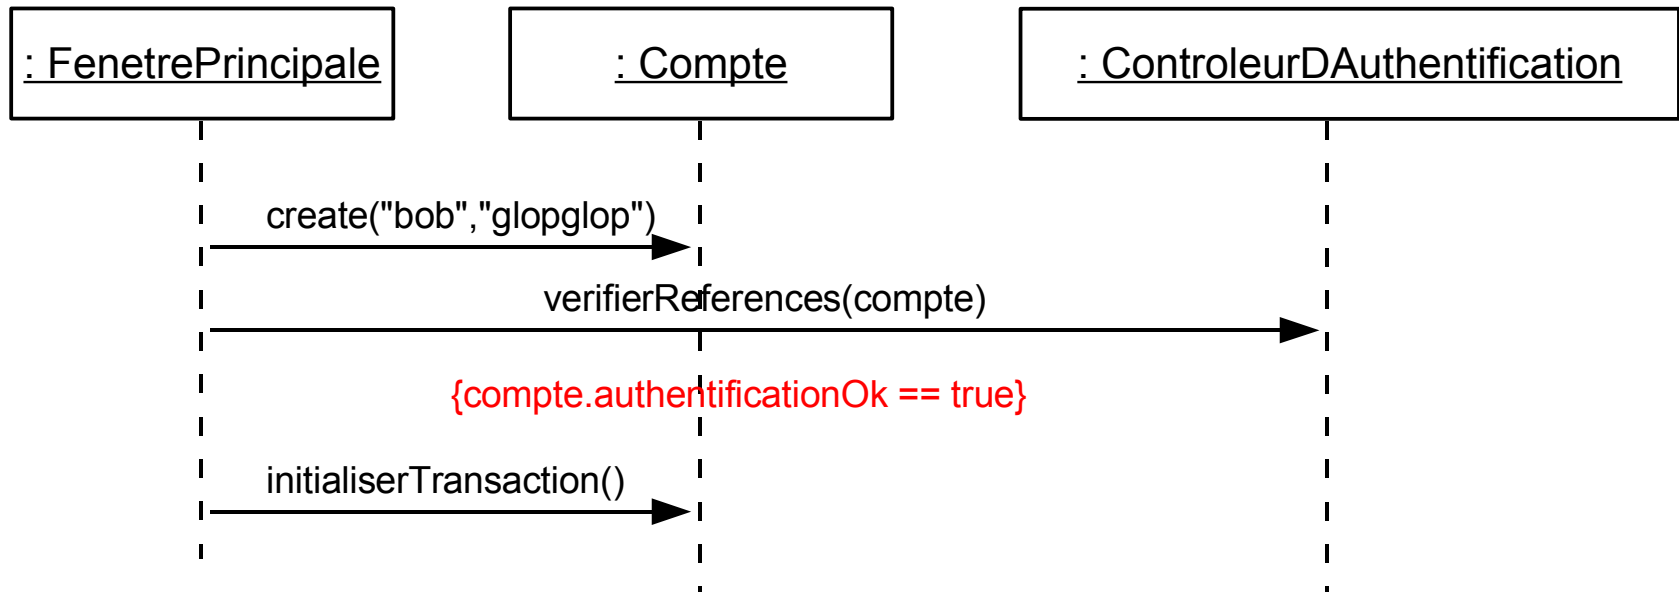 : FenetrePrincipale
: Compte
: ControleurDAuthentification
create("bob","glopglop")
verifierReferences(compte)
{compte.authentificationOk == true}
initialiserTransaction()